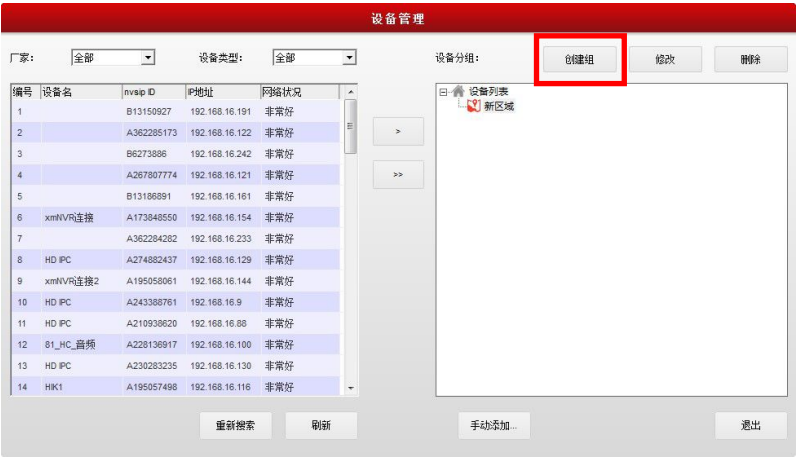 设备管理
厂家: 全部 设备类型: 全部 设备分组: 创建组 修改 删除
编号 设备名 nvsip ID IP地址 网络状况
1 B13150927 192.168.16.191 非常好
2 A362285173 192.168.16.122 非常好
3 B6273886 192.168.16.242 非常好
4 A267807774 192.168.16.121 非常好
5 B13186891 192.168.16.161 非常好
6 xmNVR连接 A173848550 192.168.16.154 非常好
7 A362284282 192.168.16.233 非常好
8 HD IPC A274882437 192.168.16.129 非常好
9 xmNVR连接2 A195058061 192.168.16.144 非常好
10 HD IPC A243388761 192.168.16.9 非常好
11 HD IPC A210938620 192.168.16.88 非常好
12 81_HC_音频 A228136917 192.168.16.100 非常好
13 HD IPC A230283235 192.168.16.130 非常好
14 HIK1 A195057498 192.168.16.116 非常好
>
>>
设备列表
新区域
重新搜索 刷新 手动添加... 退出